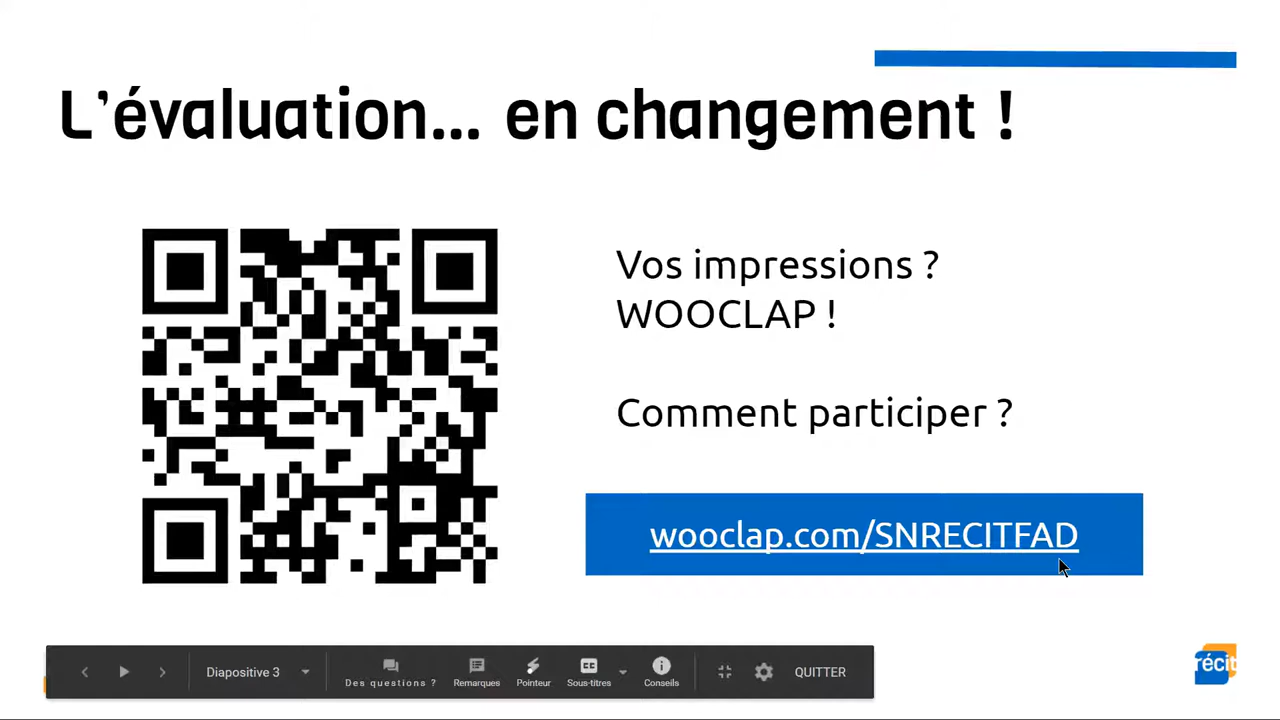 L'évaluation... en changement !
Vos impressions ?
WOOCLAP !
Comment participer ?
wooclap.com/SNRECITFAD
Diapositive 3
Des questions ?
Remarques
Pointeur
Sous-titres
Conseils
QUITTER
récit